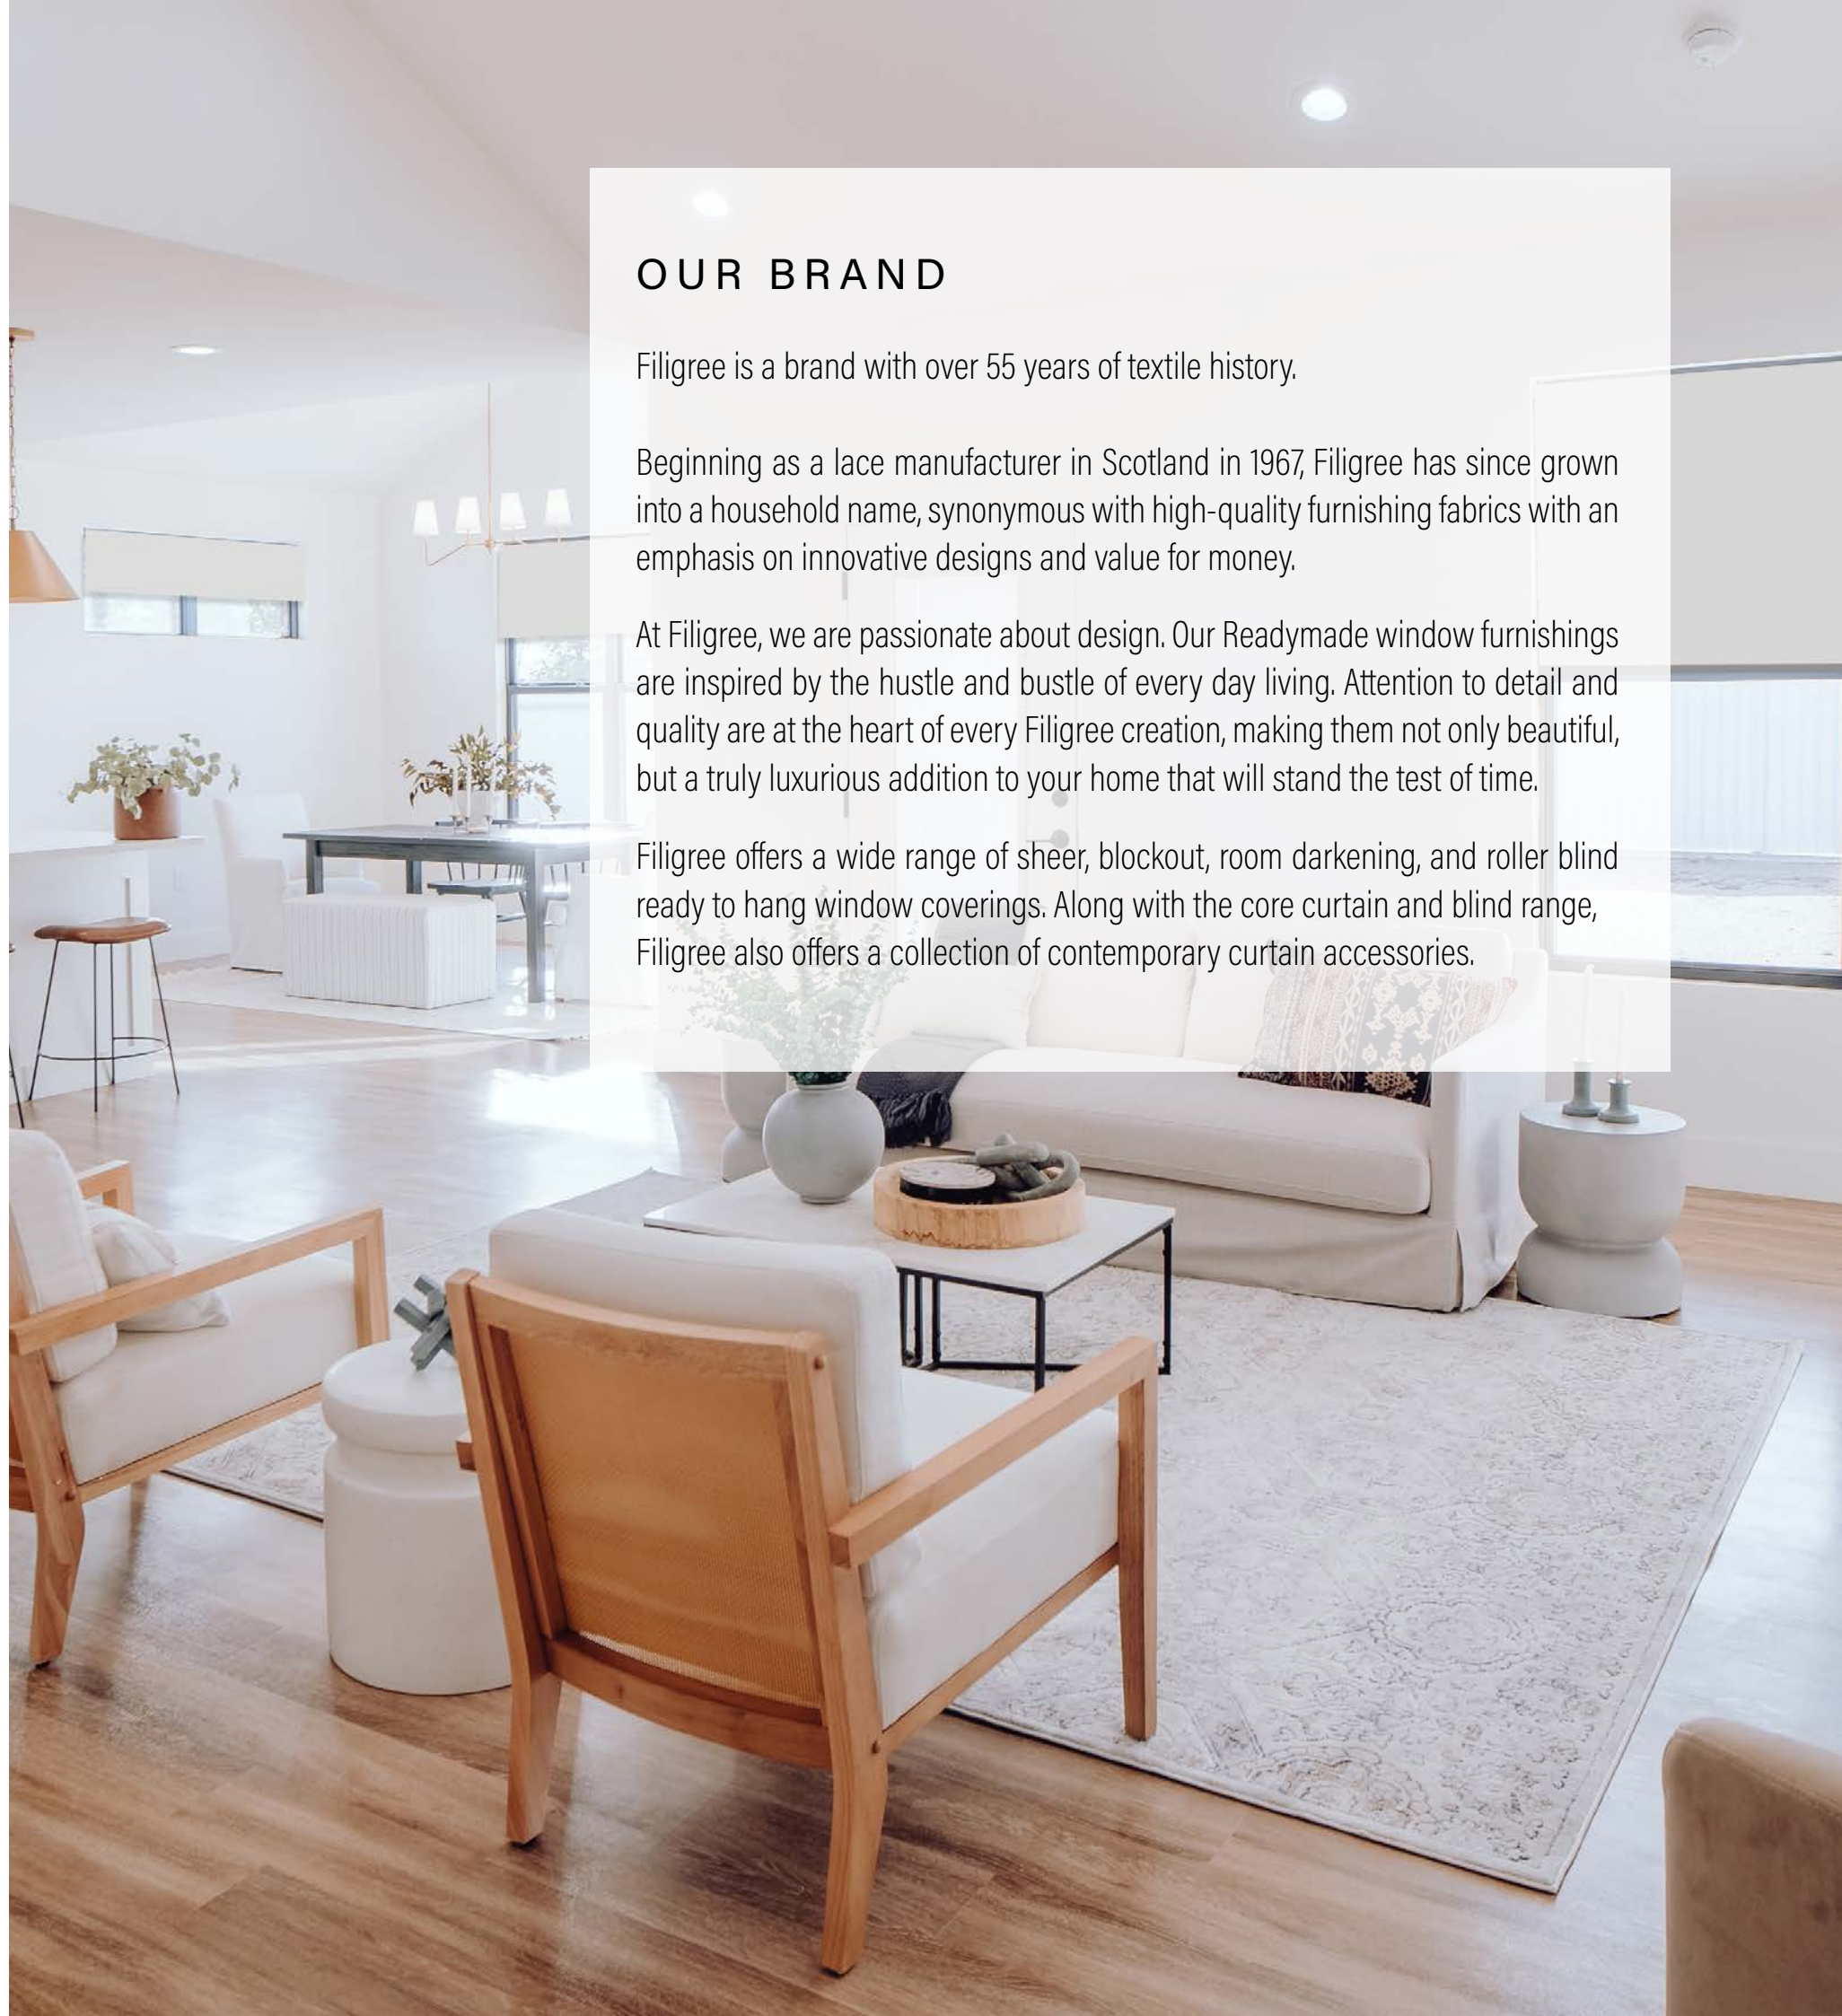 OUR BRAND
Filigree is a brand with over 55 years of textile history.
Beginning as a lace manufacturer in Scotland in 1967, Filigree has since grown
into a household name, synonymous with high-quality furnishing fabrics with an
emphasis on innovative designs and value for money.
At Filigree, we are passionate about design. Our Readymade window furnishings
are inspired by the hustle and bustle of every day living. Attention to detail and
quality are at the heart of every Filigree creation, making them not only beautiful,
but a truly luxurious addition to your home that will stand the test of time.
Filigree offers a wide range of sheer, blockout, room darkening, and roller blind
ready to hang window coverings. Along with the core curtain and blind range,
Filigree also offers a collection of contemporary curtain accessories.